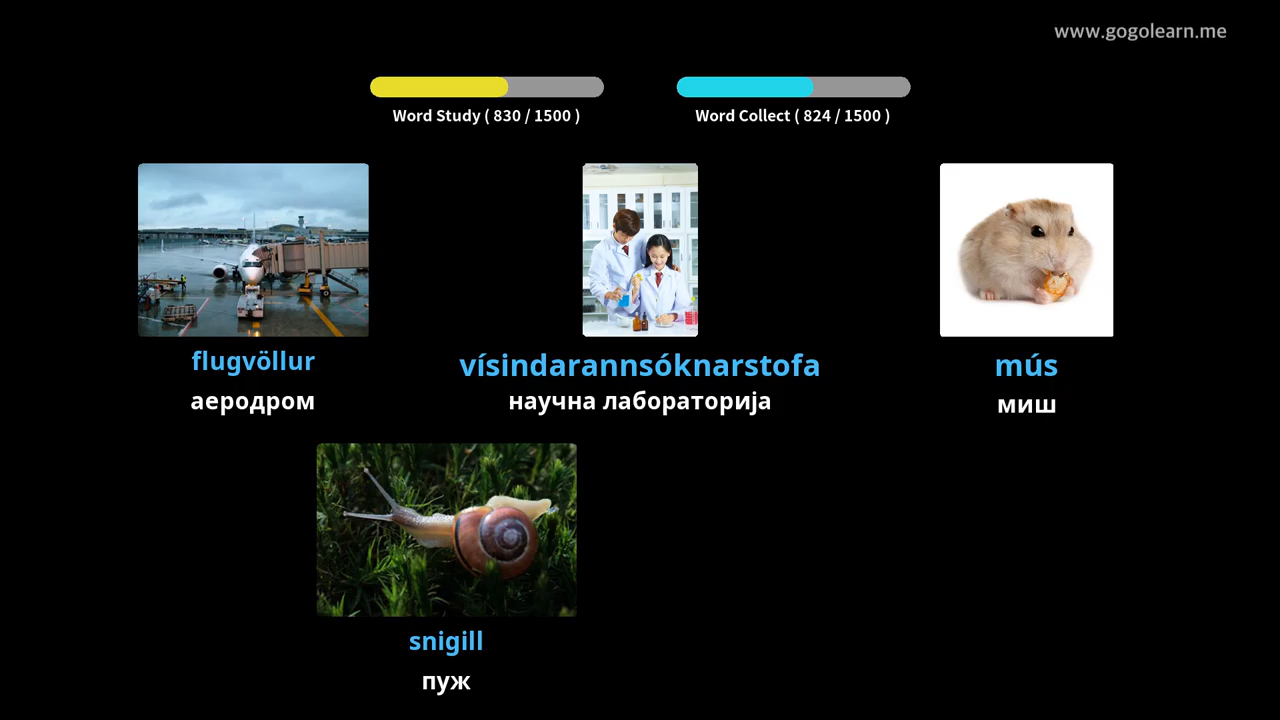 www.gogolearn.me
Word Study ( 830 / 1500 )
Word Collect ( 824 / 1500 )
flugvöllur
аеродром
vísindarannsóknarstofa
научна лабораторија
mús
миш
snigill
пуж